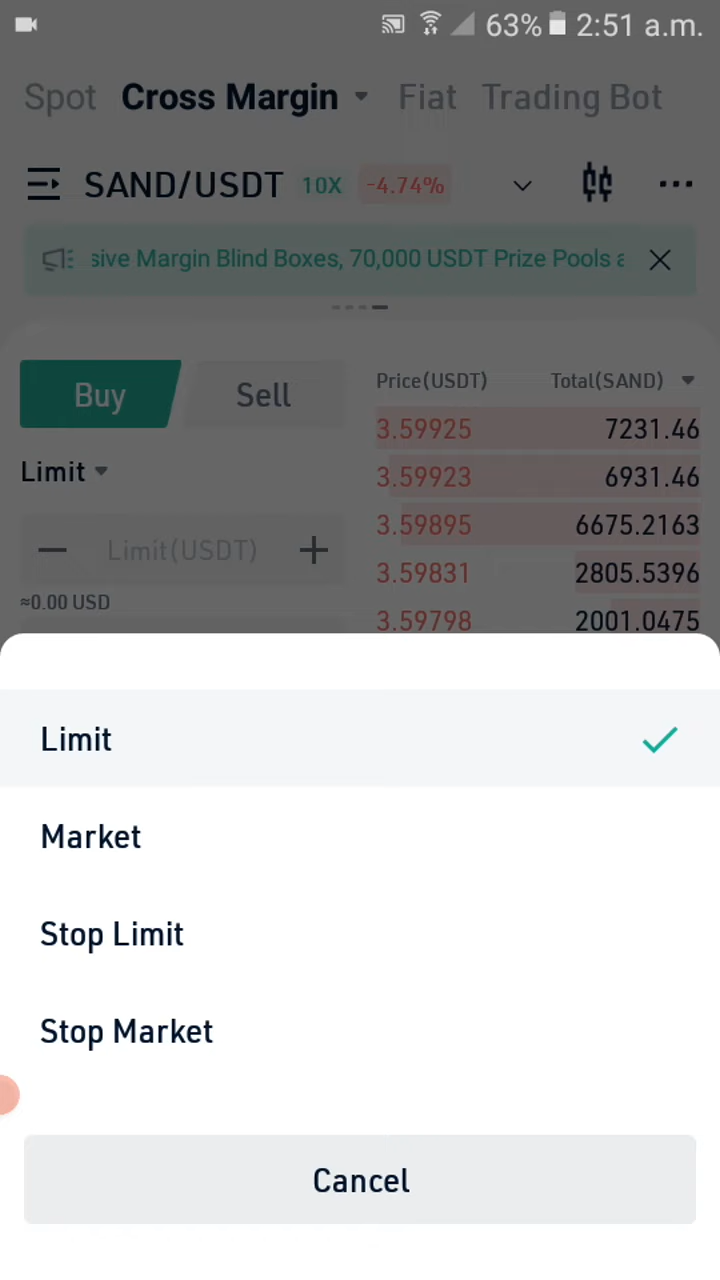 63% 2:51 a.m.
Spot Cross Margin Fiat Trading Bot
SAND/USDT 10X -4.74%
sive Margin Blind Boxes, 70,000 USDT Prize Pools a
Buy Sell Price(USDT) Total(SAND)
3.59925 7231.46
Limit 3.59923 6931.46
3.59895 6675.2163
Limit(USDT)
3.59831 2805.5396
≈0.00 USD 3.59798 2001.0475
Limit
Market
Stop Limit
Stop Market
Cancel